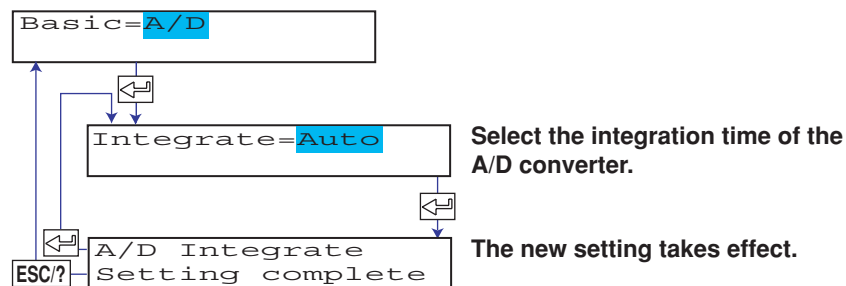 Basic=A/D
Integrate=Auto
Select the integration time of the
A/D converter.
A/D Integrate
Setting complete
The new setting takes effect.
ESC/?